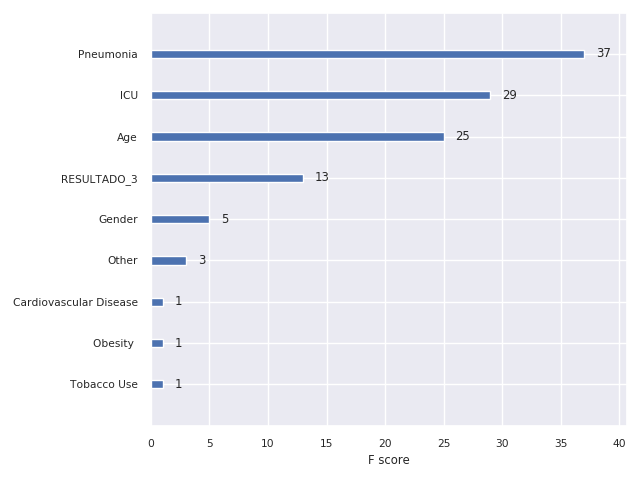 Pneumonia 37
ICU 29
Age 25
RESULTADO_3 13
Gender 5
Other 3
Cardiovascular Disease 1
Obesity 1
Tobacco Use 1
0 5 10 15 20 25 30 35 40
F score